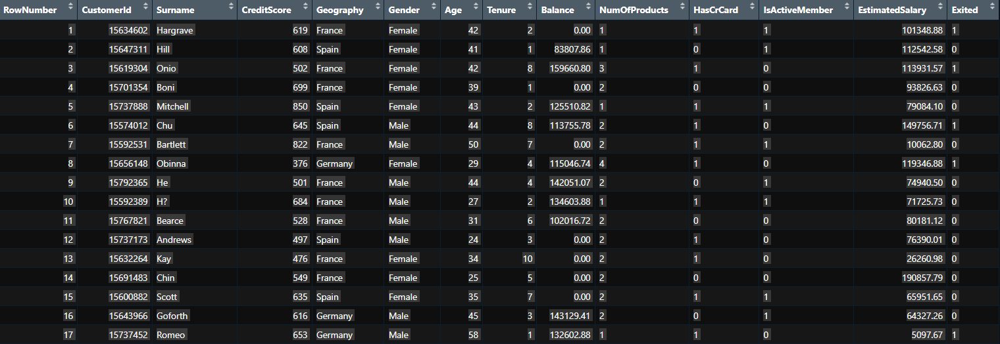 RowNumber CustomerId Surname CreditScore Geography Gender Age Tenure Balance NumOfProducts HasCrCard IsActiveMember EstimatedSalary Exited
1 15634602 Hargrave 619 France Female 42 2 0.00 1 1 1 101348.88 1
2 15647311 Hill 608 Spain Female 41 1 83807.86 1 0 1 112542.58 0
3 15619304 Onio 502 France Female 42 8 159660.80 3 1 0 113931.57 1
4 15701354 Boni 699 France Female 39 1 0.00 2 0 0 93826.63 0
5 15737888 Mitchell 850 Spain Female 43 2 125510.82 1 1 1 79084.10 0
6 15574012 Chu 645 Spain Male 44 8 113755.78 2 1 0 149756.71 1
7 15592531 Bartlett 822 France Male 50 7 0.00 2 1 1 10062.80 0
8 15656148 Obinna 376 Germany Female 29 4 115046.74 4 1 0 119346.88 1
9 15792365 He 501 France Male 44 4 142051.07 2 0 1 74940.50 0
10 15592389 H? 684 France Male 27 2 134603.88 1 1 1 71725.73 0
11 15767821 Bearce 528 France Male 31 6 102016.72 2 0 0 80181.12 0
12 15737173 Andrews 497 Spain Male 24 3 0.00 2 1 0 76390.01 0
13 15632264 Kay 476 France Female 34 10 0.00 2 1 0 26260.98 0
14 15691483 Chin 549 France Female 25 5 0.00 2 0 0 190857.79 0
15 15600882 Scott 635 Spain Female 35 7 0.00 2 1 1 65951.65 0
16 15643966 Goforth 616 Germany Male 45 3 143129.41 2 0 1 64327.26 0
17 15737452 Romeo 653 Germany Male 58 1 132602.88 1 1 0 5097.67 1